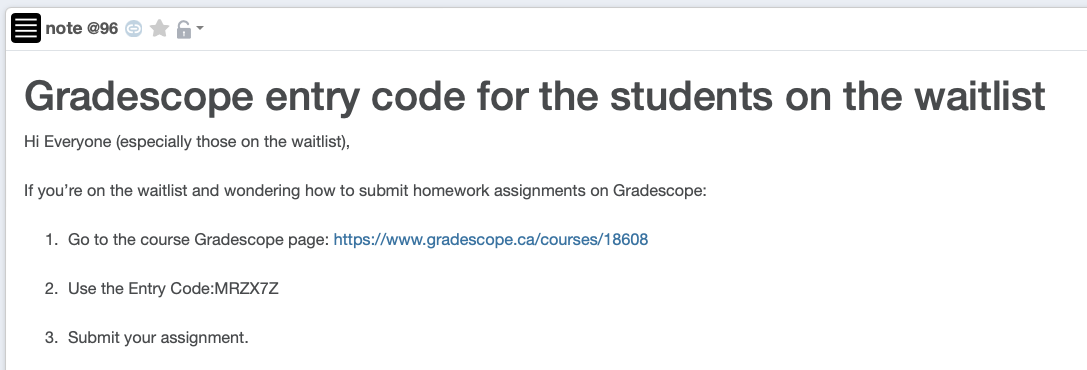 note @96
Gradescope entry code for the students on the waitlist
Hi Everyone (especially those on the waitlist),
If you’re on the waitlist and wondering how to submit homework assignments on Gradescope:
1. Go to the course Gradescope page: https://www.gradescope.ca/courses/18608
2. Use the Entry Code:MRZX7Z
3. Submit your assignment.